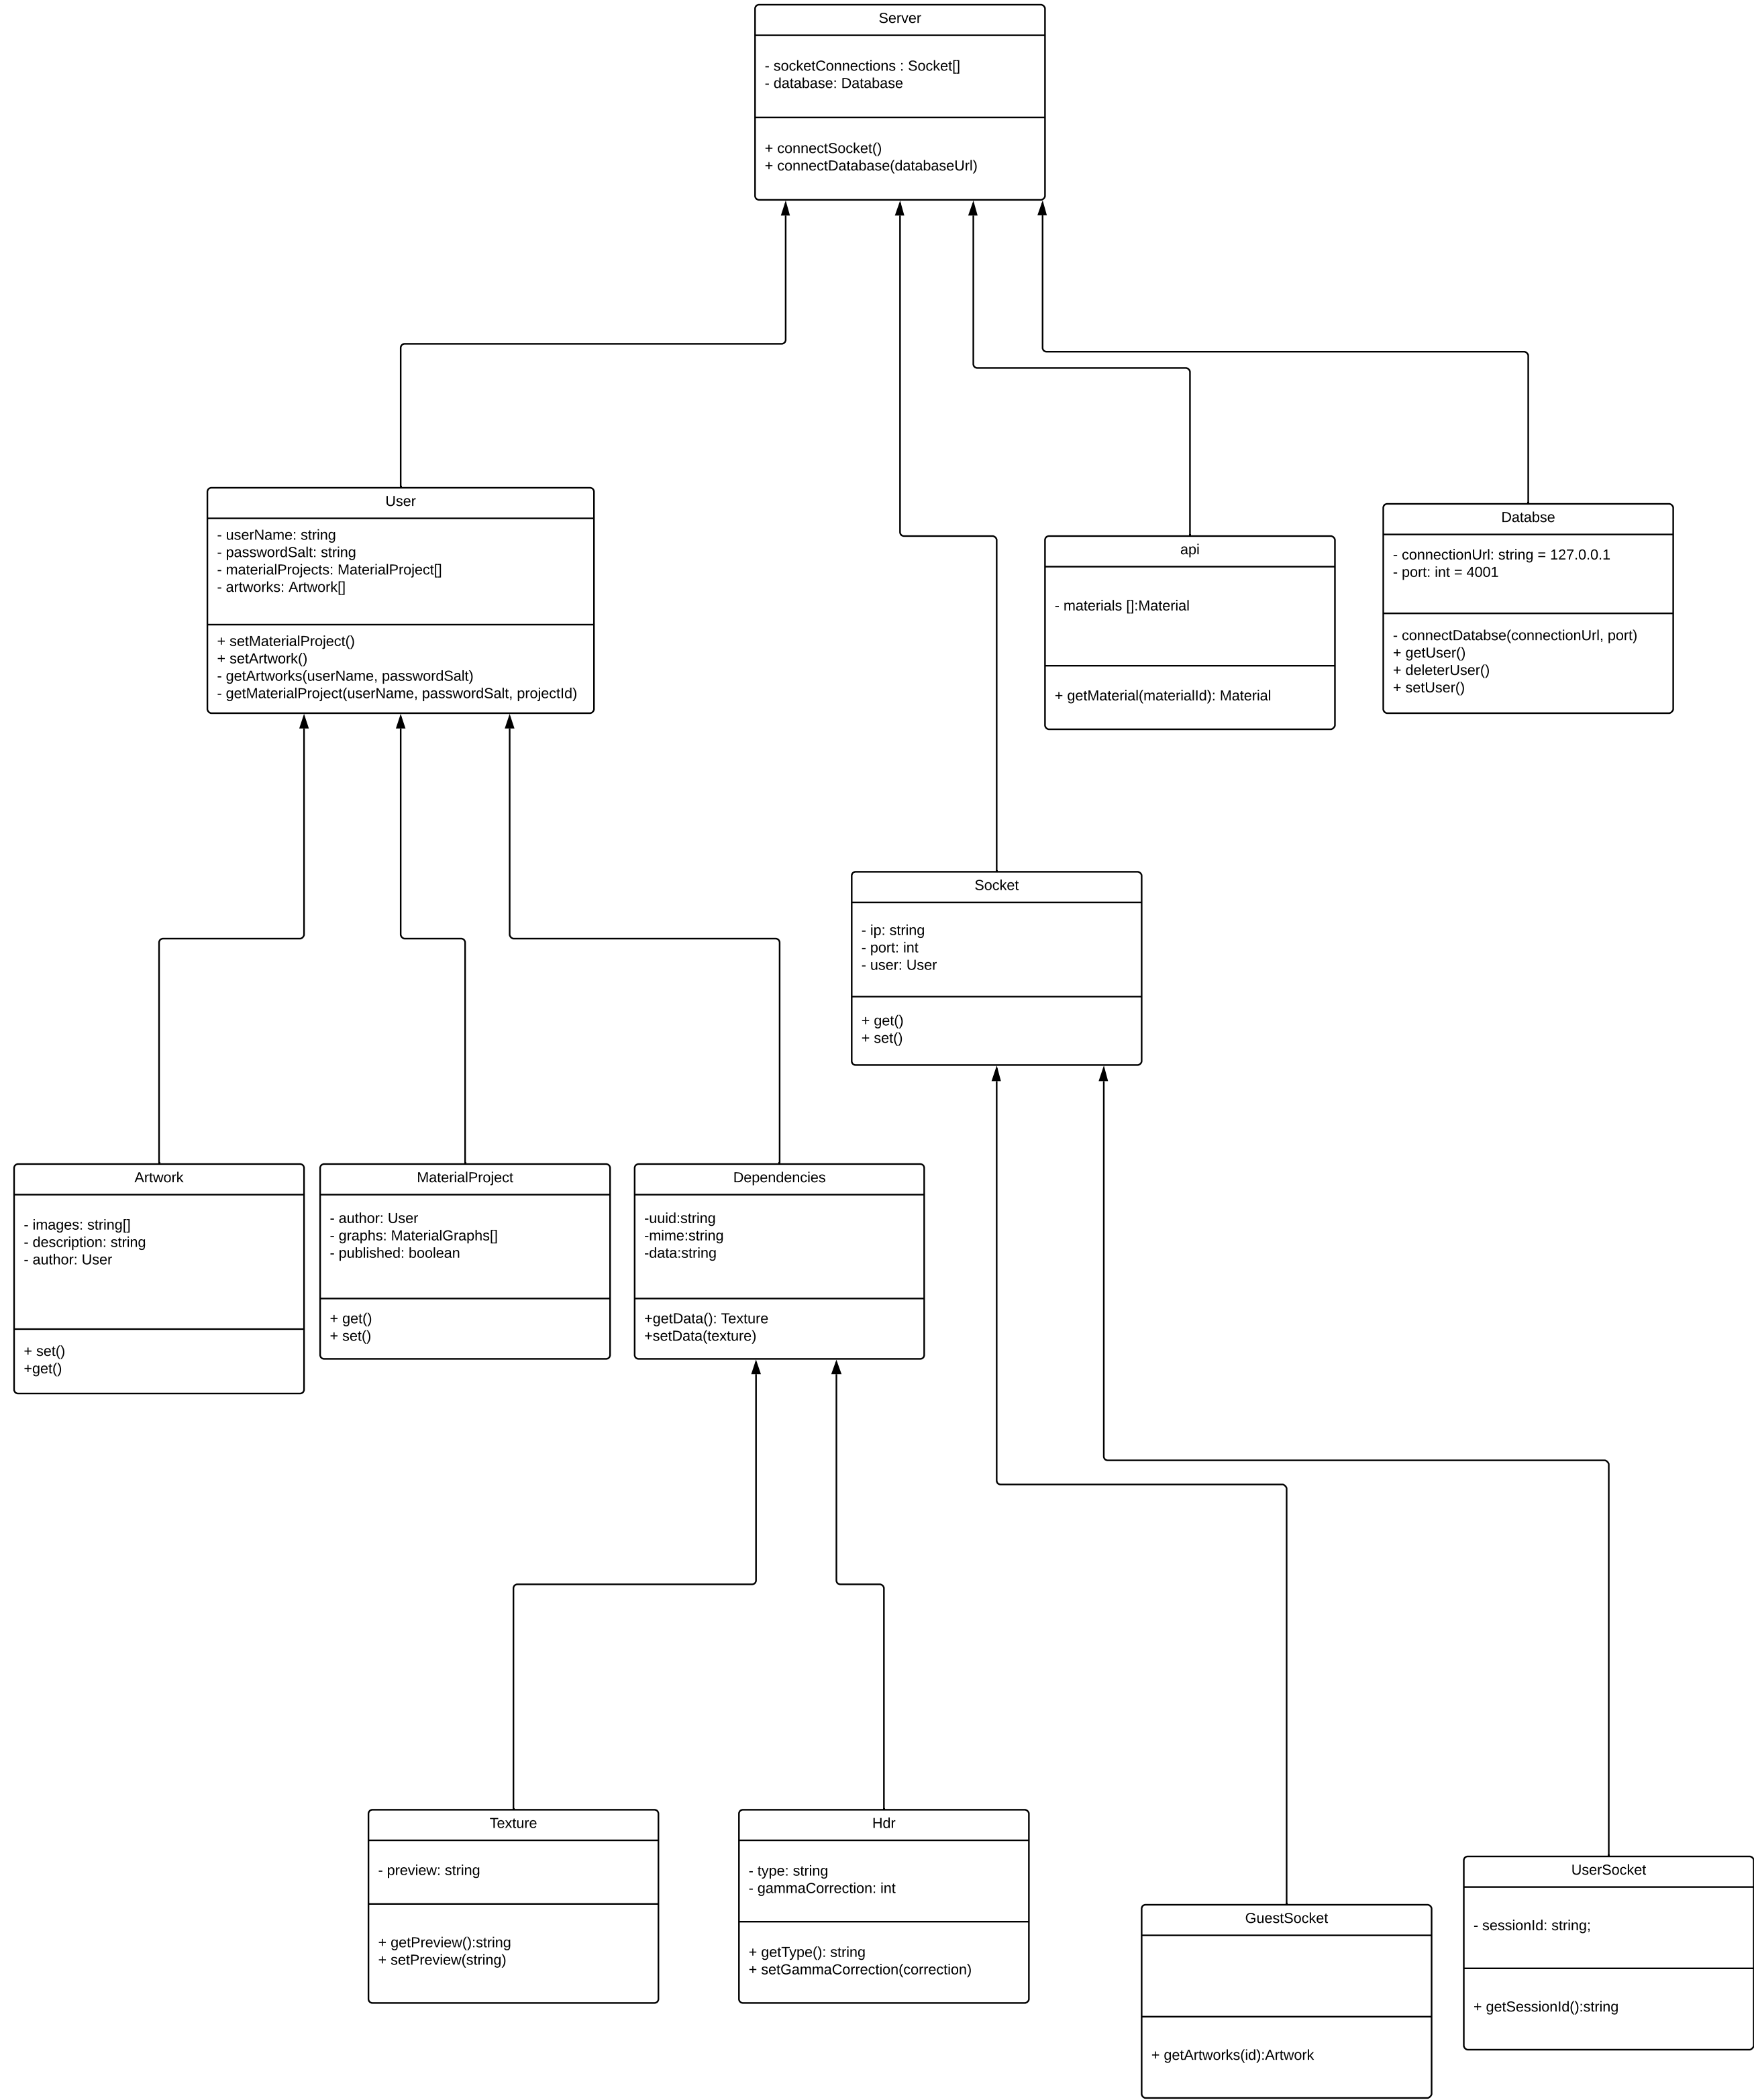 Server
- socketConnections : Socket[]
- database: Database
+ connectSocket()
+ connectDatabase(databaseUrl)
User
- userName: string
- passwordSalt: string
- materialProjects: MaterialProject[]
- artworks: Artwork[]
+ setMaterialProject()
+ setArtwork()
- getArtworks(userName, passwordSalt)
- getMaterialProject(userName, passwordSalt, projectId)
api
- materials []:Material
+ getMaterial(materialId): Material
Databse
- connectionUrl: string = 127.0.0.1
- port: int = 4001
- connectDatabse(connectionUrl, port)
+ getUser()
+ deleterUser()
+ setUser()
Socket
- ip: string
- port: int
- user: User
+ get()
+ set()
Artwork
- images: string[]
- description: string
- author: User
+ set()
+get()
MaterialProject
- author: User
- graphs: MaterialGraphs[]
- published: boolean
+ get()
+ set()
Dependencies
-uuid:string
-mime:string
-data:string
+getData(): Texture
+setData(texture)
Texture
- preview: string
+ getPreview():string
+ setPreview(string)
Hdr
- type: string
- gammaCorrection: int
+ getType(): string
+ setGammaCorrection(correction)
GuestSocket
+ getArtworks(id):Artwork
UserSocket
- sessionId: string;
+ getSessionId():string